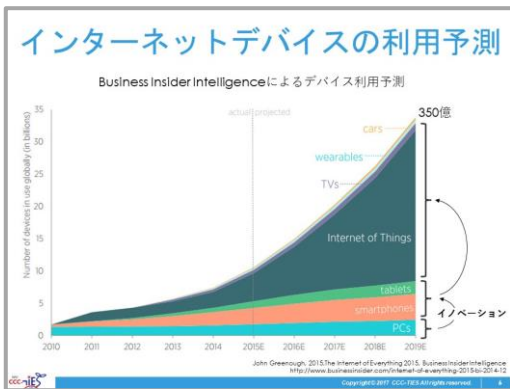 インターネットデバイスの利用予測
Business Insider Intelligenceによるデバイス利用予測
Number of devices in use globally (in billions)
35
30
25
20
15
10
5
0
actual projected
350億
cars
wearables
TVs
Internet of Things
tablets
smartphones
PCs
イノベーション
2000 2011 2012 2013 2014 2015E 2016E 2017E 2018E 2019E
John Greenough, 2015,The Internet of Everything 2015, Business Insider Intelligence
http://www.businessinsider.com/internet-of-everything-2015-bi-2014-12
CCC-TIES
Copyright© 2017 CCC-TIES All rights reserved 6